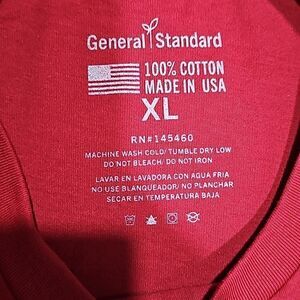 General Standard
100% COTTON
MADE IN USA
XL
RN#145460
MACHINE WASH COLD/ TUMBLE DRY LOW
DO NOT BLEACH/ DO NOT IRON
LAVAR EN LAVADORA CON AGUA FRIA
NO USE BLANQUEADOR/ NO PLANCHAR
SECAR EN TEMPERATURA BAJA